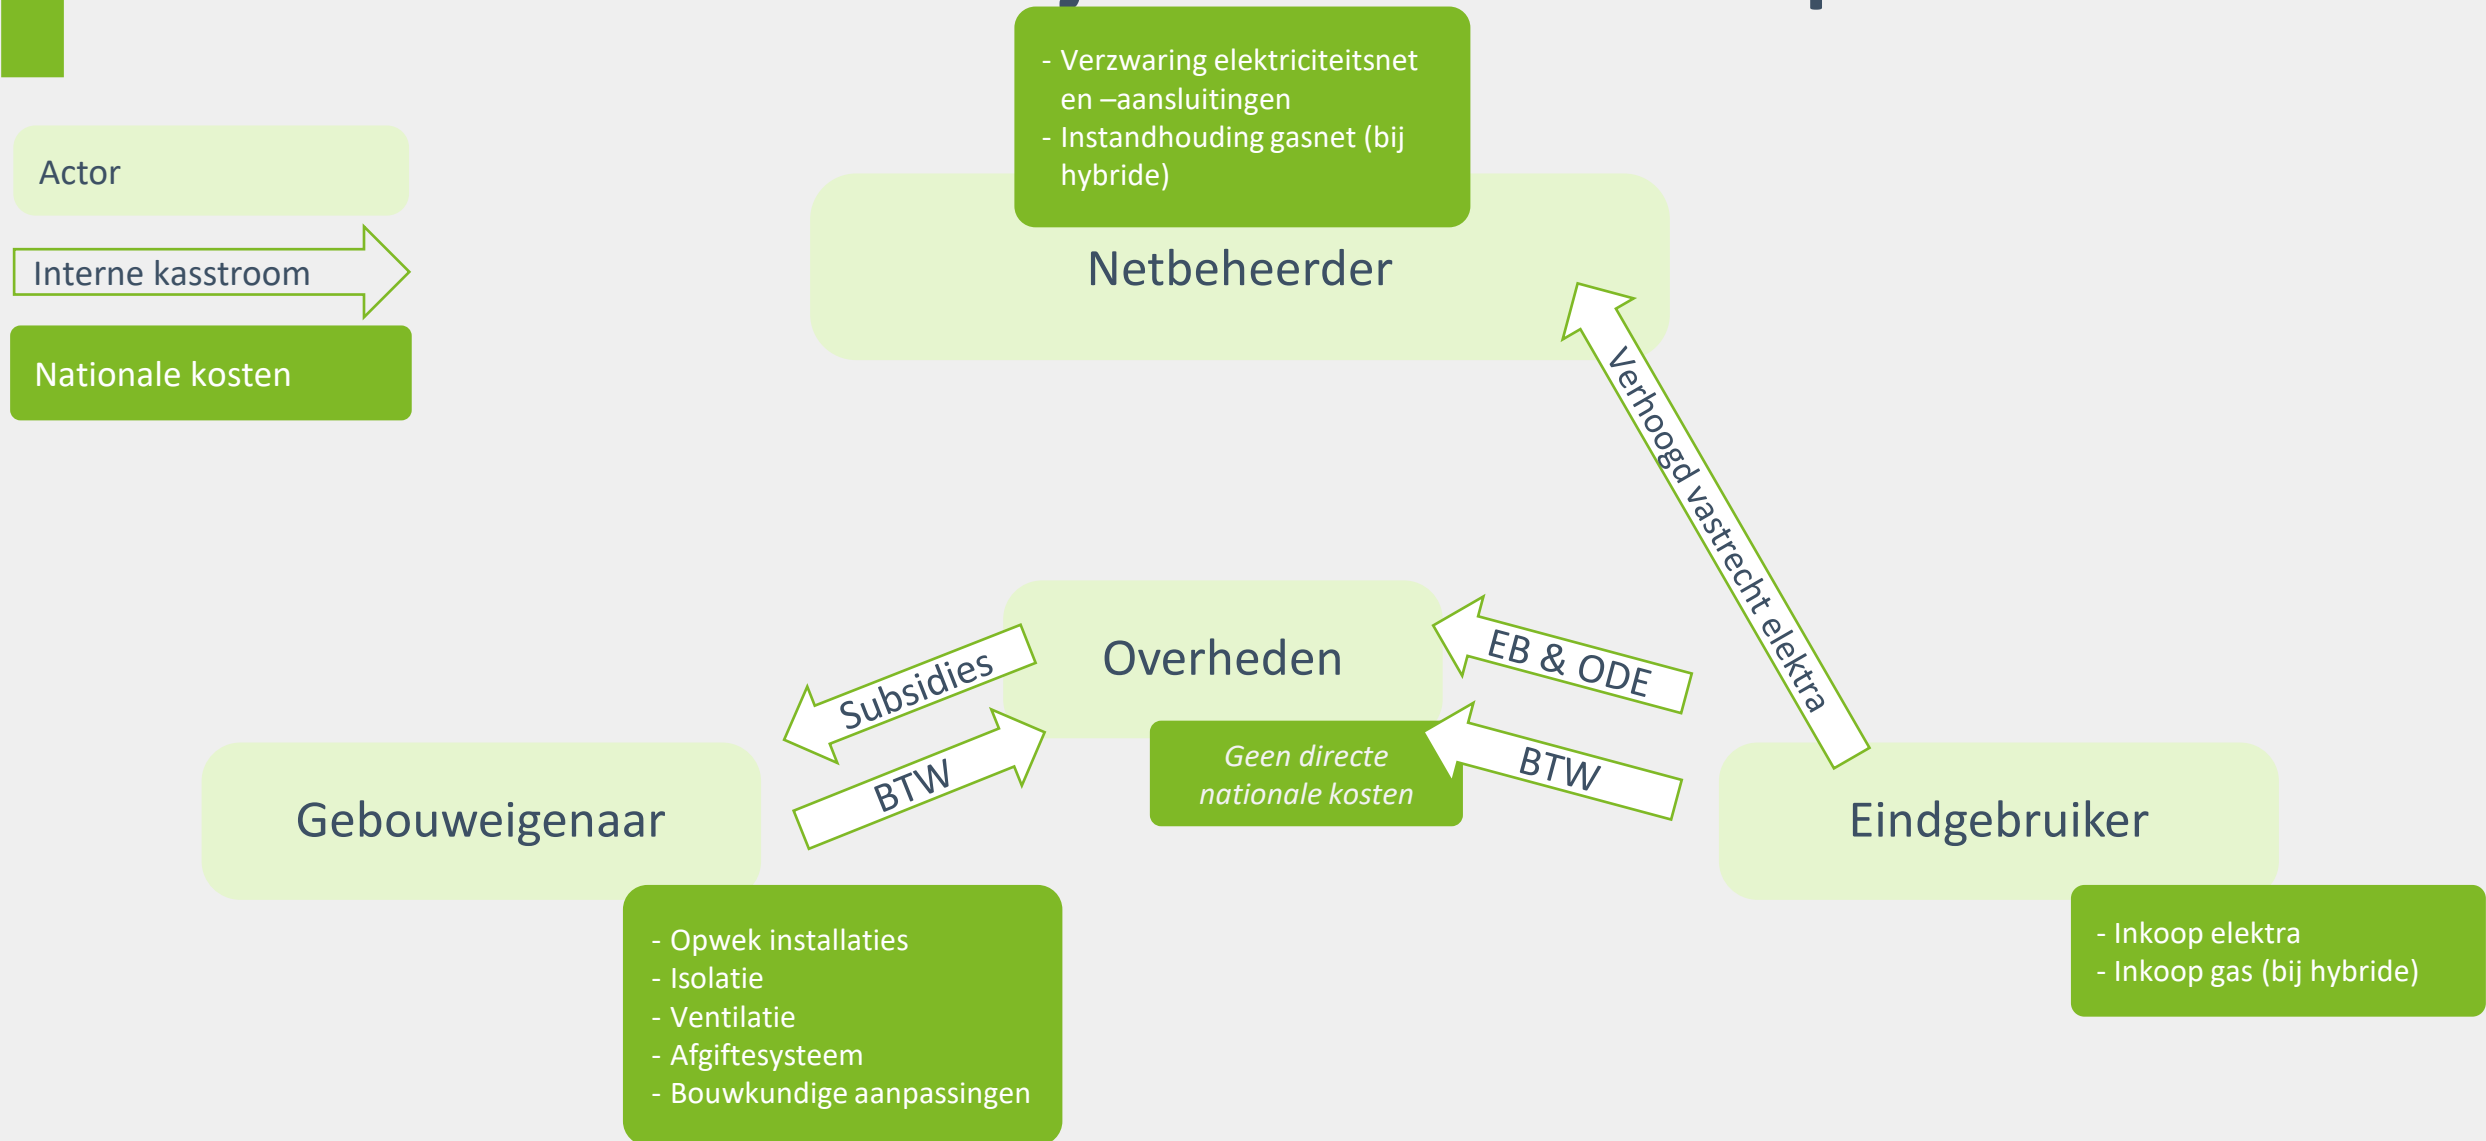 Actor
Interne kasstroom
Nationale kosten
- Verzwaring elektriciteitsnet
en –aansluitingen
- Instandhouding gasnet (bij
hybride)
Netbeheerder
Verhoogd vastrecht elektra
Overheden
Geen directe
nationale kosten
Subsidies
BTW
EB & ODE
BTW
Gebouweigenaar
- Opwek installaties
- Isolatie
- Ventilatie
- Afgiftesysteem
- Bouwkundige aanpassingen
Eindgebruiker
- Inkoop elektra
- Inkoop gas (bij hybride)